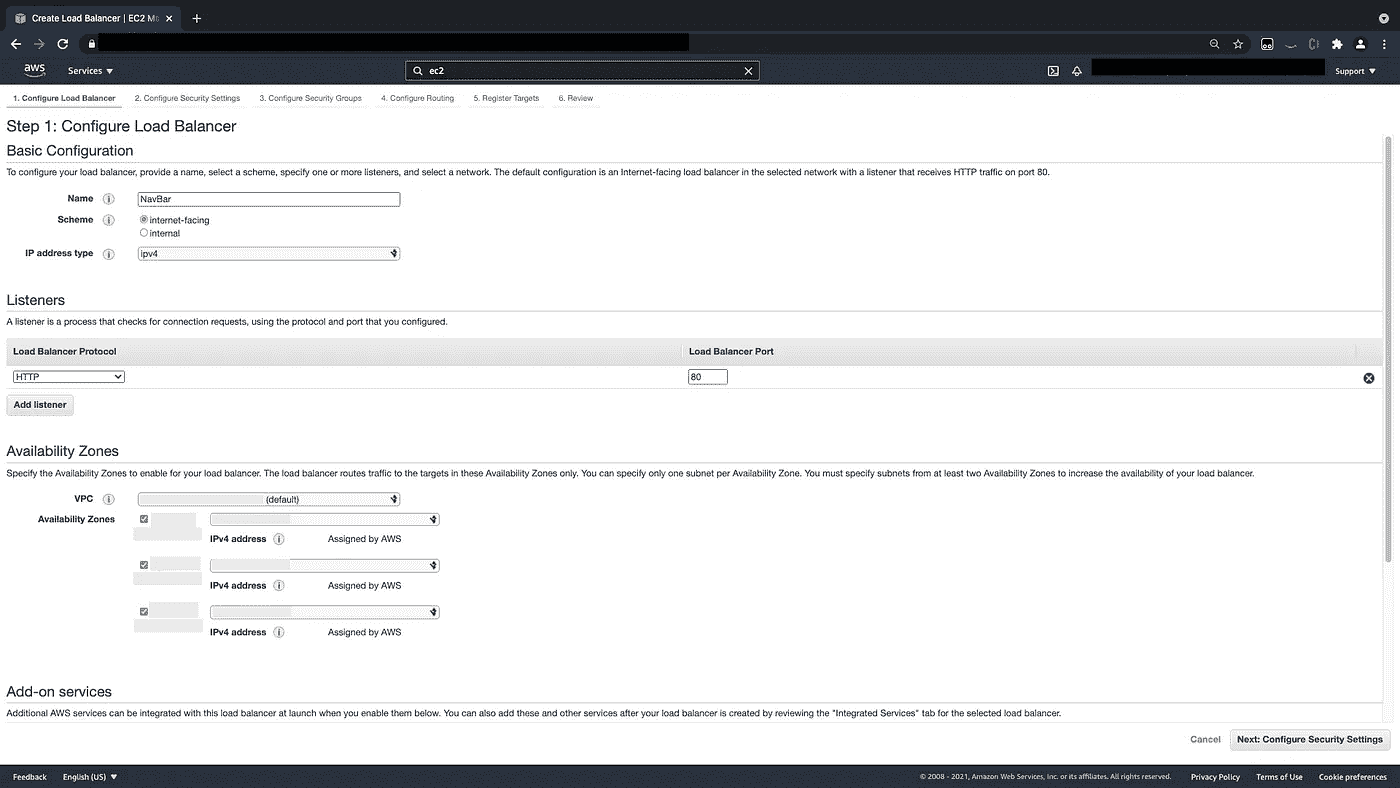 Create Load Balancer | EC2 M
aws Services ec2 Support
1. Configure Load Balancer 2. Configure Security Settings 3. Configure Security Groups 4. Configure Routing 5. Register Targets 6. Review
Step 1: Configure Load Balancer
Basic Configuration
To configure your load balancer, provide a name, select a scheme, specify one or more listeners, and select a network. The default configuration is an Internet-facing load balancer in the selected network with a listener that receives HTTP traffic on port 80.
Name NavBar
Scheme internet-facing
internal
IP address type ipv4
Listeners
A listener is a process that checks for connection requests, using the protocol and port that you configured.
Load Balancer Protocol Load Balancer Port
HTTP 80
Add listener
Availability Zones
Specify the Availability Zones to enable for your load balancer. The load balancer routes traffic to the targets in these Availability Zones only. You can specify only one subnet per Availability Zone. You must specify subnets from at least two Availability Zones to increase the availability of your load balancer.
VPC (default)
Availability Zones
IPv4 address Assigned by AWS
IPv4 address Assigned by AWS
IPv4 address Assigned by AWS
Add-on services
Additional AWS services can be integrated with this load balancer at launch when you enable them below. You can also add these and other services after your load balancer is created by reviewing the "Integrated Services" tab for the selected load balancer.
Cancel Next: Configure Security Settings
Feedback English (US) © 2008 - 2021, Amazon Web Services, Inc. or its affiliates. All rights reserved. Privacy Policy Terms of Use Cookie preferences